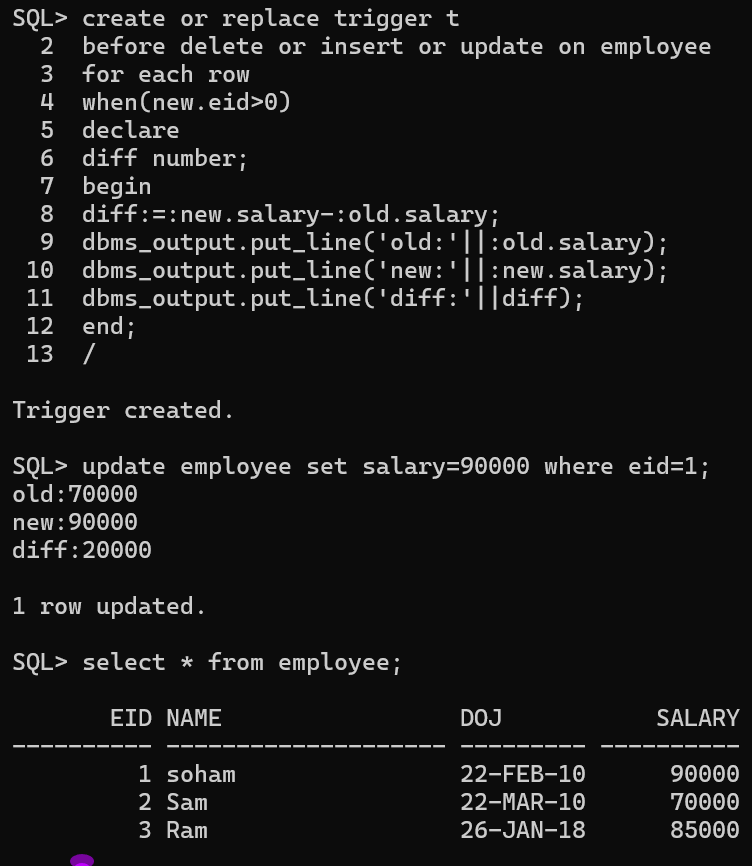 SQL> create or replace trigger t
  2  before delete or insert or update on employee
  3  for each row
  4  when(new.eid>0)
  5  declare
  6  diff number;
  7  begin
  8  diff:=:new.salary-:old.salary;
  9  dbms_output.put_line('old:'||:old.salary);
 10  dbms_output.put_line('new:'||:new.salary);
 11  dbms_output.put_line('diff:'||diff);
 12  end;
 13  /
Trigger created.
SQL> update employee set salary=90000 where eid=1;
old:70000
new:90000
diff:20000
1 row updated.
SQL> select * from employee;
       EID NAME                 DOJ           SALARY
---------- -------------------- --------- ----------
         1 soham                22-FEB-10      90000
         2 Sam                  22-MAR-10      70000
         3 Ram                  26-JAN-18      85000